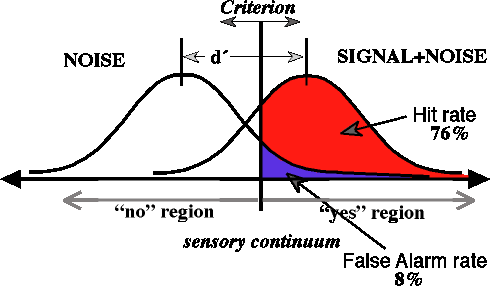 Criterion
NOISE
d´
SIGNAL+NOISE
Hit rate
76%
“no” region
“yes” region
sensory continuum
False Alarm rate
8%